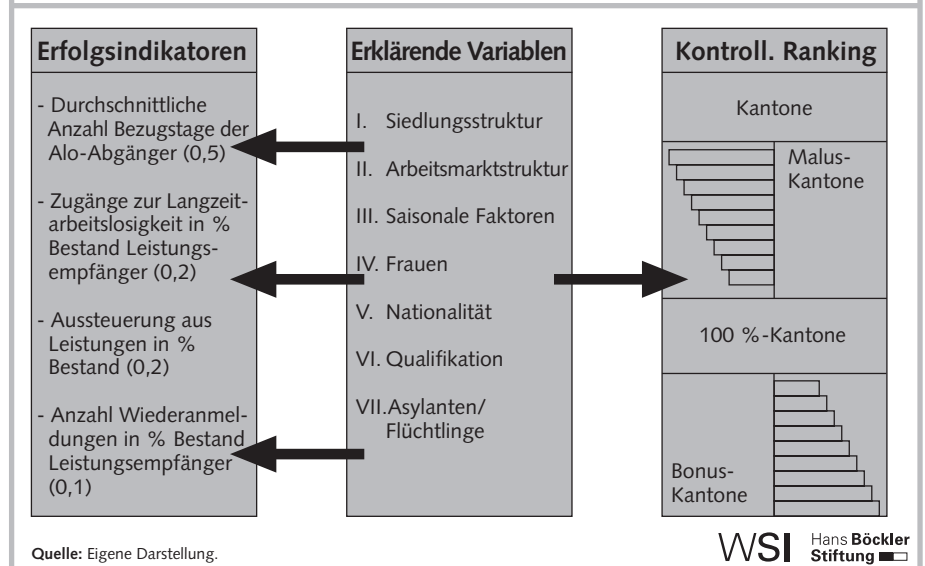 Erfolgsindikatoren
- Durchschnittliche
Anzahl Bezugstage der
Alo-Abgänger (0,5)
- Zugänge zur Langzeit-
arbeitslosigkeit in %
Bestand Leistungs-
empfänger (0,2)
- Aussteuerung aus
Leistungen in %
Bestand (0,2)
- Anzahl Wiederanmel-
dungen in % Bestand
Leistungsempfänger
(0,1)
Erklärende Variablen
I. Siedlungsstruktur
II. Arbeitsmarktstruktur
III. Saisonale Faktoren
IV. Frauen
V. Nationalität
VI. Qualifikation
VII.Asylanten/
Flüchtlinge
Kontroll. Ranking
Kantone
Malus-
Kantone
100 %-Kantone
Bonus-
Kantone
Quelle: Eigene Darstellung.
WSI
Hans Böckler
Stiftung